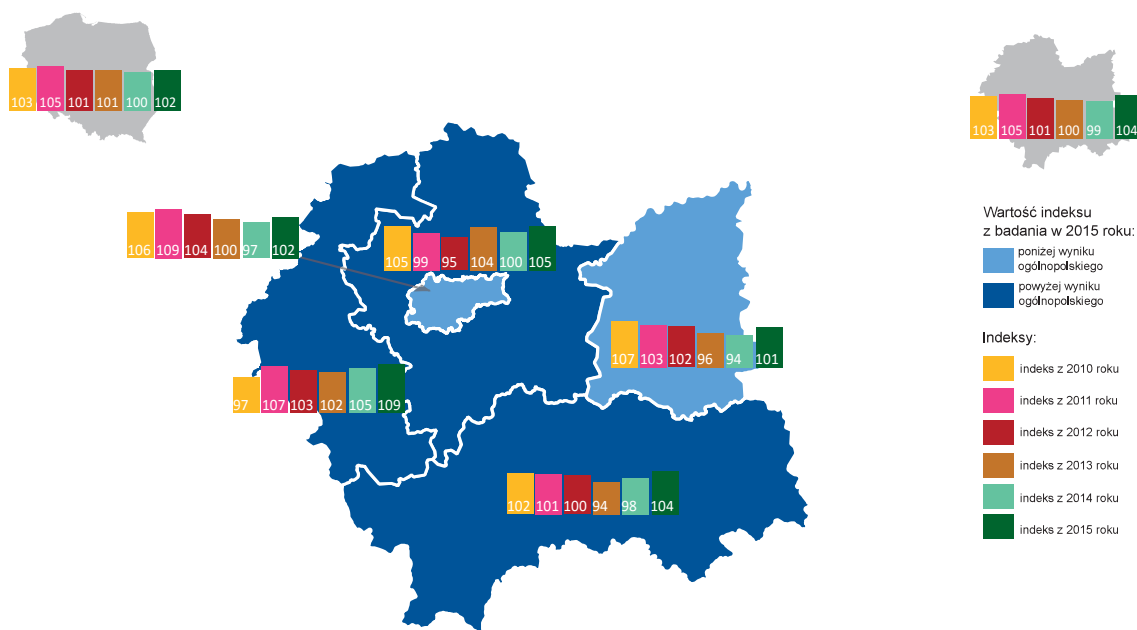 103 105 101 101 100 102
103 105 101 100 99 104
106 109 104 100 97 102
105 99 95 104 100 105
107 103 102 96 94 101
97 107 103 102 105 109
102 101 100 94 98 104
Wartość indeksu
z badania w 2015 roku:
poniżej wyniku
ogólnopolskiego
powyżej wyniku
ogólnopolskiego
Indeksy:
indeks z 2010 roku
indeks z 2011 roku
indeks z 2012 roku
indeks z 2013 roku
indeks z 2014 roku
indeks z 2015 roku